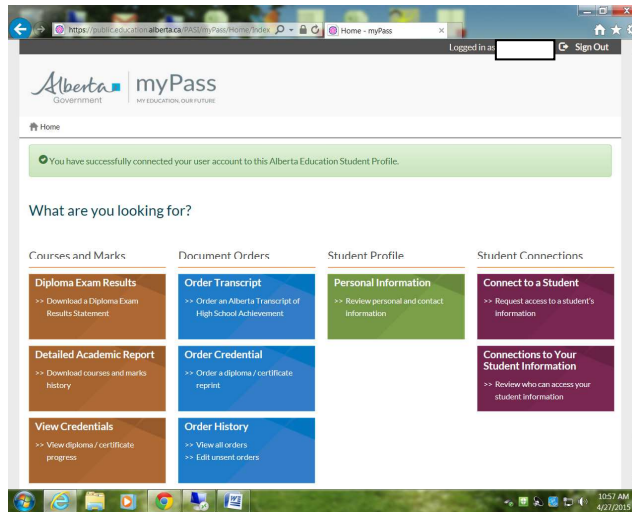 https://public.education.alberta.ca/PASI/myPass/Home/Index
Home - myPass
Logged in as
Sign Out
Alberta
Government
myPass
MY EDUCATION, OUR FUTURE
Home
You have successfully connected your user account to this Alberta Education Student Profile.
What are you looking for?
Courses and Marks
Document Orders
Student Profile
Student Connections
Diploma Exam Results
>> Download a Diploma Exam
Results Statement
Order Transcript
>> Order an Alberta Transcript of
High School Achievement
Personal Information
>> Review personal and contact
information
Connect to a Student
>> Request access to a student's
information
Detailed Academic Report
>> Download courses and marks
history
Order Credential
>> Order a diploma / certificate
reprint
Connections to Your
Student Information
>> Review who can access your
student information
View Credentials
>> View diploma / certificate
progress
Order History
>> View all orders
>> Edit unsent orders
10:57 AM
4/27/2015